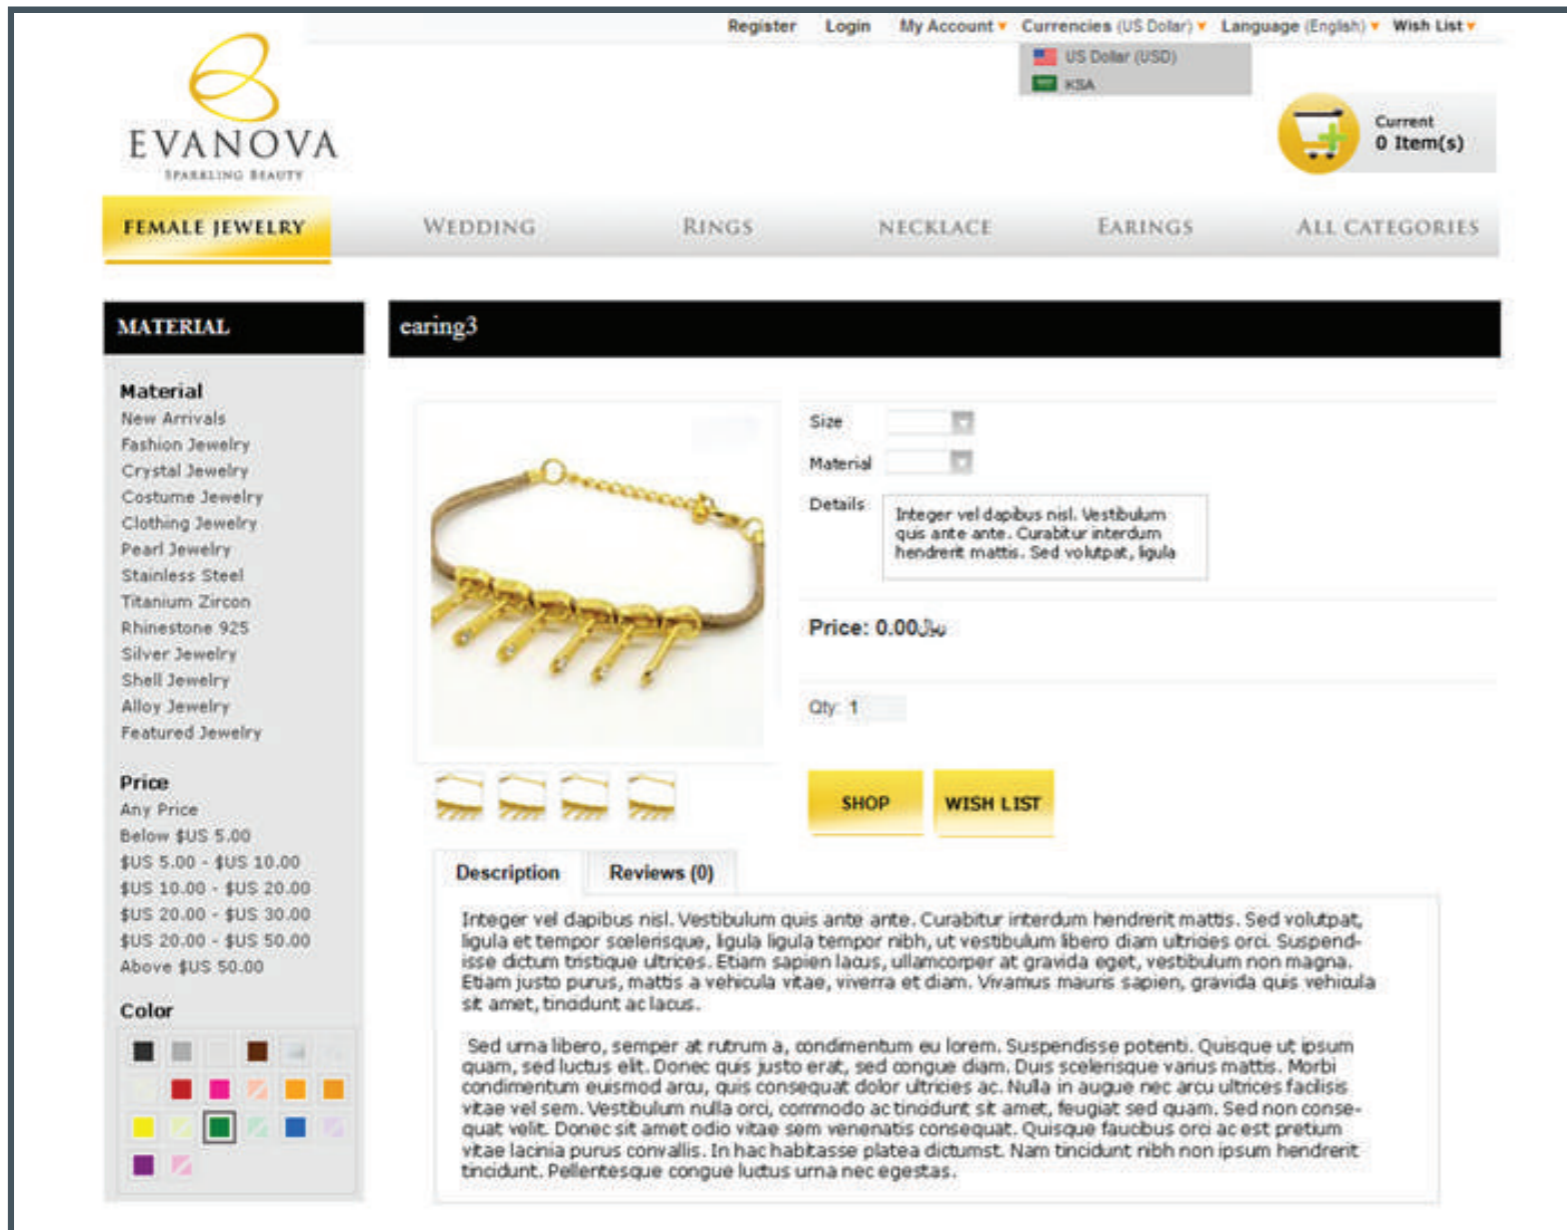 Register Login My Account Currencies (US Dollar) Language (English) Wish List
US Dollar (USD)
KSA
EVANOVA
SPARKLING BEAUTY
Current
0 Item(s)
FEMALE JEWELRY WEDDING RINGS NECKLACE EARINGS ALL CATEGORIES
MATERIAL
Material
New Arrivals
Fashion Jewelry
Crystal Jewelry
Costume Jewelry
Clothing Jewelry
Pearl Jewelry
Stainless Steel
Titanium Zircon
Rhinestone 925
Silver Jewelry
Shell Jewelry
Alloy Jewelry
Featured Jewelry
Price
Any Price
Below $US 5.00
$US 5.00 - $US 10.00
$US 10.00 - $US 20.00
$US 20.00 - $US 30.00
$US 20.00 - $US 50.00
Above $US 50.00
Color
earing3
Size
Material
Details
Integer vel dapibus nisl. Vestibulum
quis ante ante. Curabitur interdum
hendrerit mattis. Sed volutpat, ligula
Price: 0.00ريال
Qty: 1
SHOP WISH LIST
Description Reviews (0)
Integer vel dapibus nisl. Vestibulum quis ante ante. Curabitur interdum hendrerit mattis. Sed volutpat,
ligula et tempor scelerisque, ligula ligula tempor nibh, ut vestibulum libero diam ultricies orci. Suspend-
isse dictum tristique ultrices. Etiam sapien lacus, ullamcorper at gravida eget, vestibulum non magna.
Etiam justo purus, mattis a vehicula vitae, viverra et diam. Vivamus mauris sapien, gravida quis vehicula
sit amet, tincidunt ac lacus.
Sed urna libero, semper at rutrum a, condimentum eu lorem. Suspendisse potenti. Quisque ut ipsum
quam, sed luctus elit. Donec quis justo erat, sed congue diam. Duis scelerisque varius mattis. Morbi
condimentum euismod arcu, quis consequat dolor ultricies ac. Nulla in augue nec arcu ultrices facilisis
vitae vel sem. Vestibulum nulla orci, commodo ac tincidunt sit amet, feugiat sed quam. Sed non conse-
quat velit. Donec sit amet odio vitae sem venenatis consequat. Quisque faucibus orci ac est pretium
vitae lacinia purus convallis. In hac habitasse platea dictumst. Nam tincidunt nibh non ipsum hendrerit
tincidunt. Pellentesque congue luctus urna nec egestas.